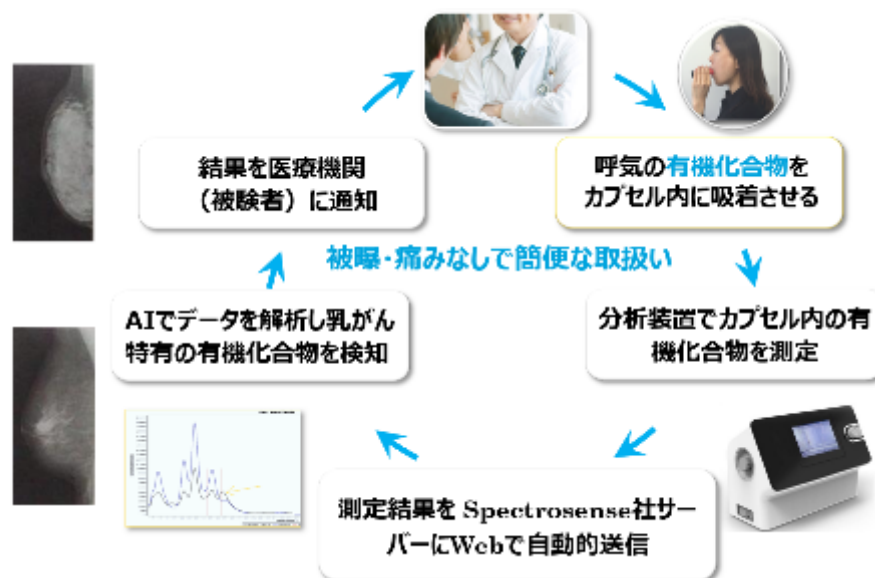 結果を医療機関
（被験者）に通知
呼気の有機化合物を
カプセル内に吸着させる
被曝・痛みなしで簡便な取扱い
AIでデータを解析し乳がん
特有の有機化合物を検知
分析装置でカプセル内の有
機化合物を測定
測定結果を Spectrosense社サー
バーにWebで自動的送信